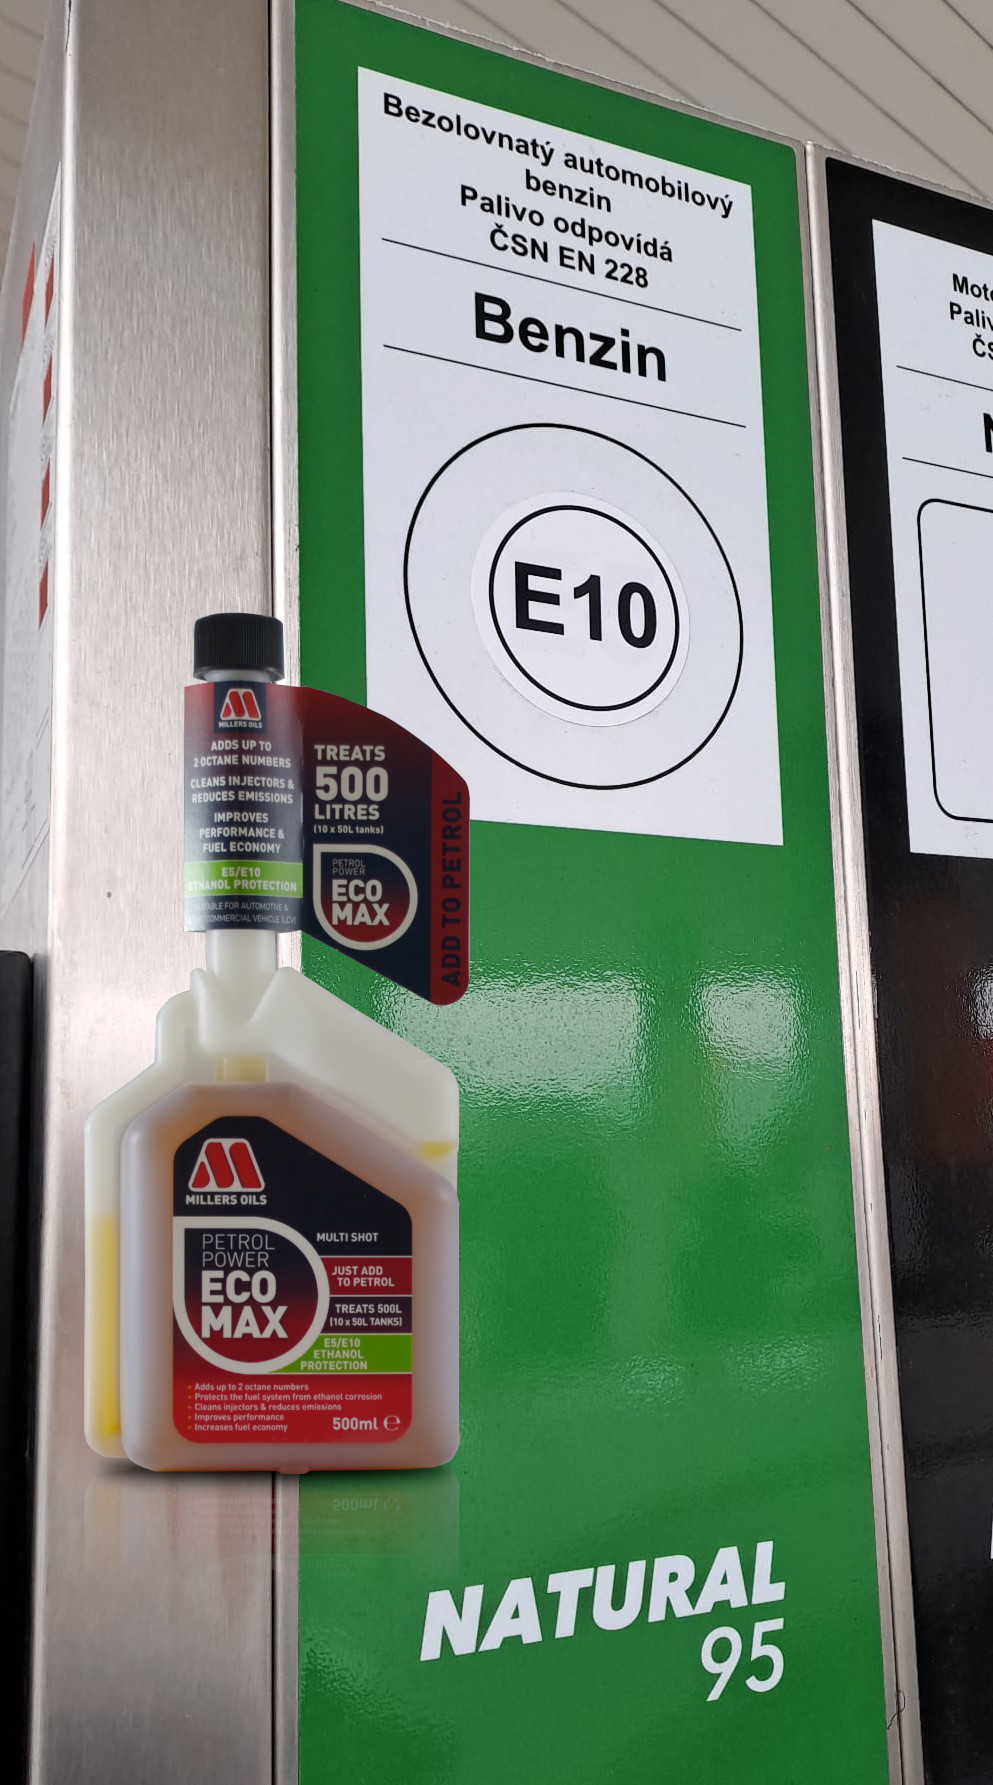 Bezolovnatý automobilový
benzin
Palivo odpovídá
ČSN EN 228
Benzin
E10
NATURAL
95
MILLERS OILS
ADDS UP TO
2 OCTANE NUMBERS
CLEANS INJECTORS &
REDUCES EMISSIONS
IMPROVES
PERFORMANCE &
FUEL ECONOMY
E5/E10
ETHANOL PROTECTION
COMMERCIAL VEHICLE (LCV)
TREATS
500
LITRES
(10 x 50L tanks)
PETROL
POWER
ECO
MAX
ADD TO PETROL
MILLERS OILS
PETROL
POWER
ECO
MAX
MULTI SHOT
JUST ADD
TO PETROL
TREATS 500L
(10 x 50L TANKS)
E5/E10
ETHANOL
PROTECTION
• Adds up to 2 octane numbers
• Protects the fuel system from ethanol corrosion
• Cleans injectors & reduces emissions
• Improves performance
• Increases fuel economy
500ml ℮